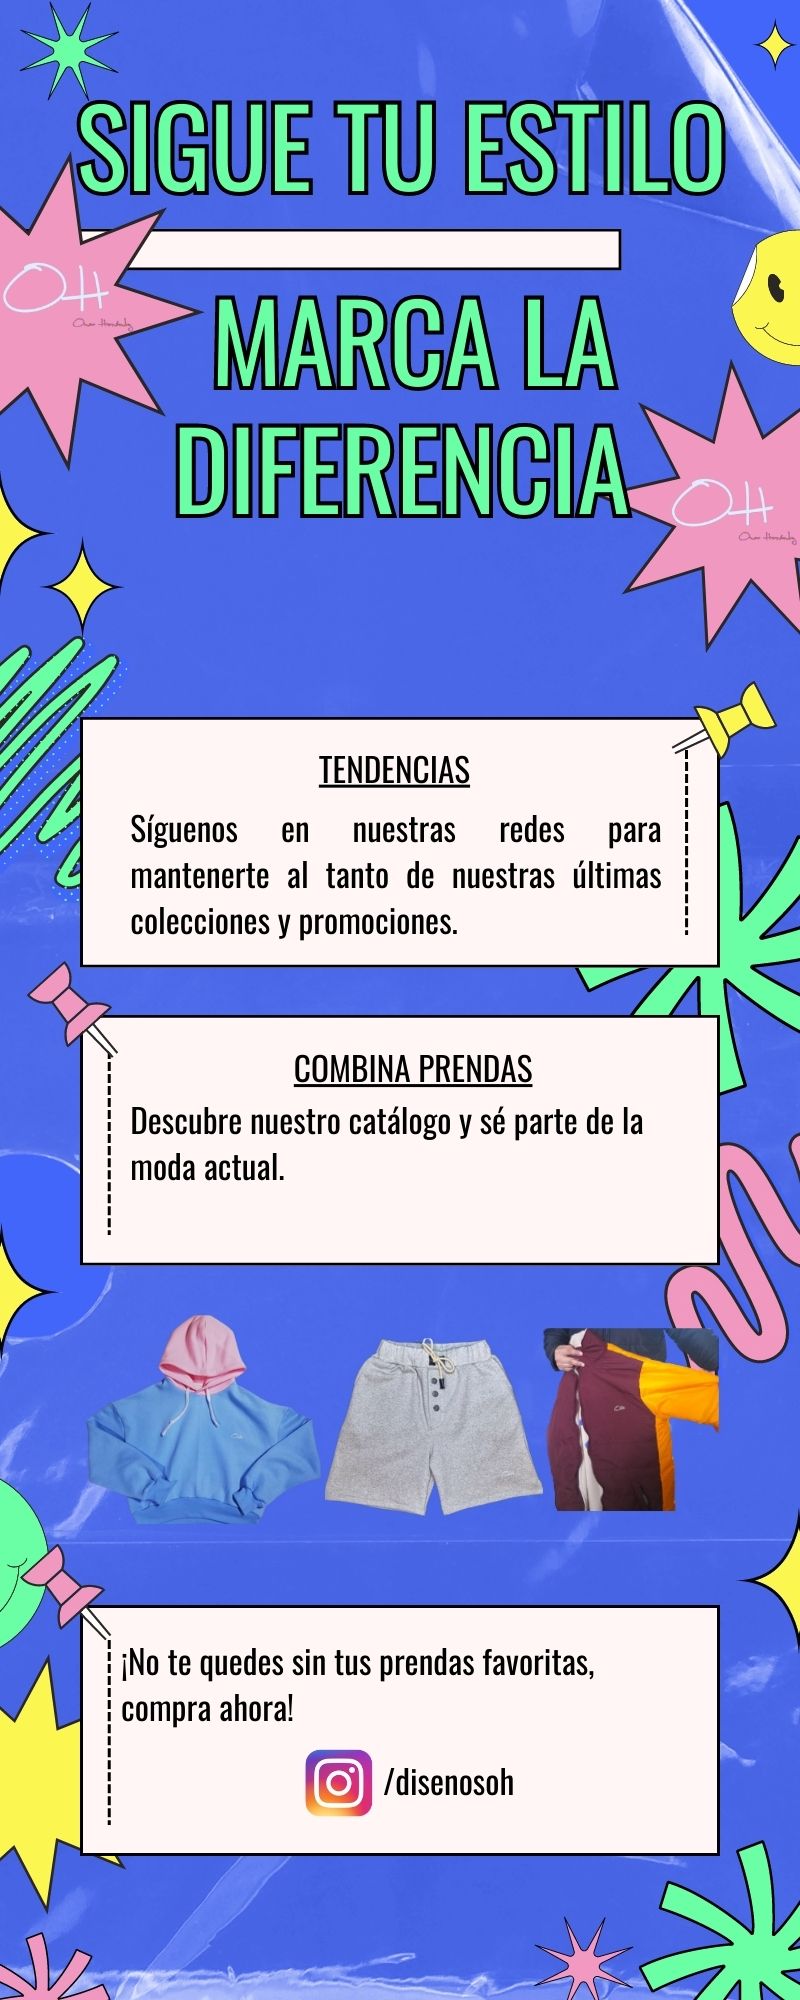 SIGUE TU ESTILO
OH
MARCA LA
DIFERENCIA
OH
TENDENCIAS
Síguenos en nuestras redes para
mantenerte al tanto de nuestras últimas
colecciones y promociones.
COMBINA PRENDAS
Descubre nuestro catálogo y sé parte de la
moda actual.
¡No te quedes sin tus prendas favoritas,
compra ahora!
/disenosoh